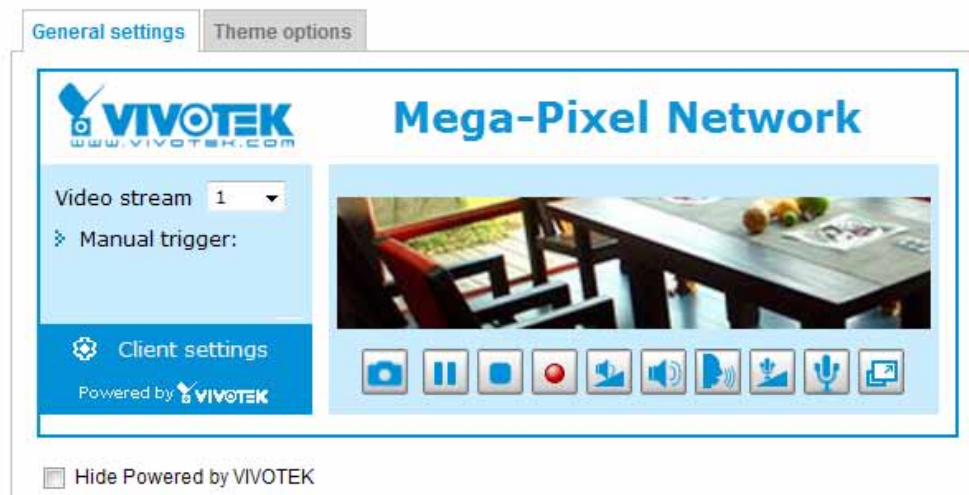 General settings
Theme options
VIVOTEK
www.vivotek.com
Mega-Pixel Network
Video stream 1
Manual trigger:
Client settings
Powered by VIVOTEK
Hide Powered by VIVOTEK